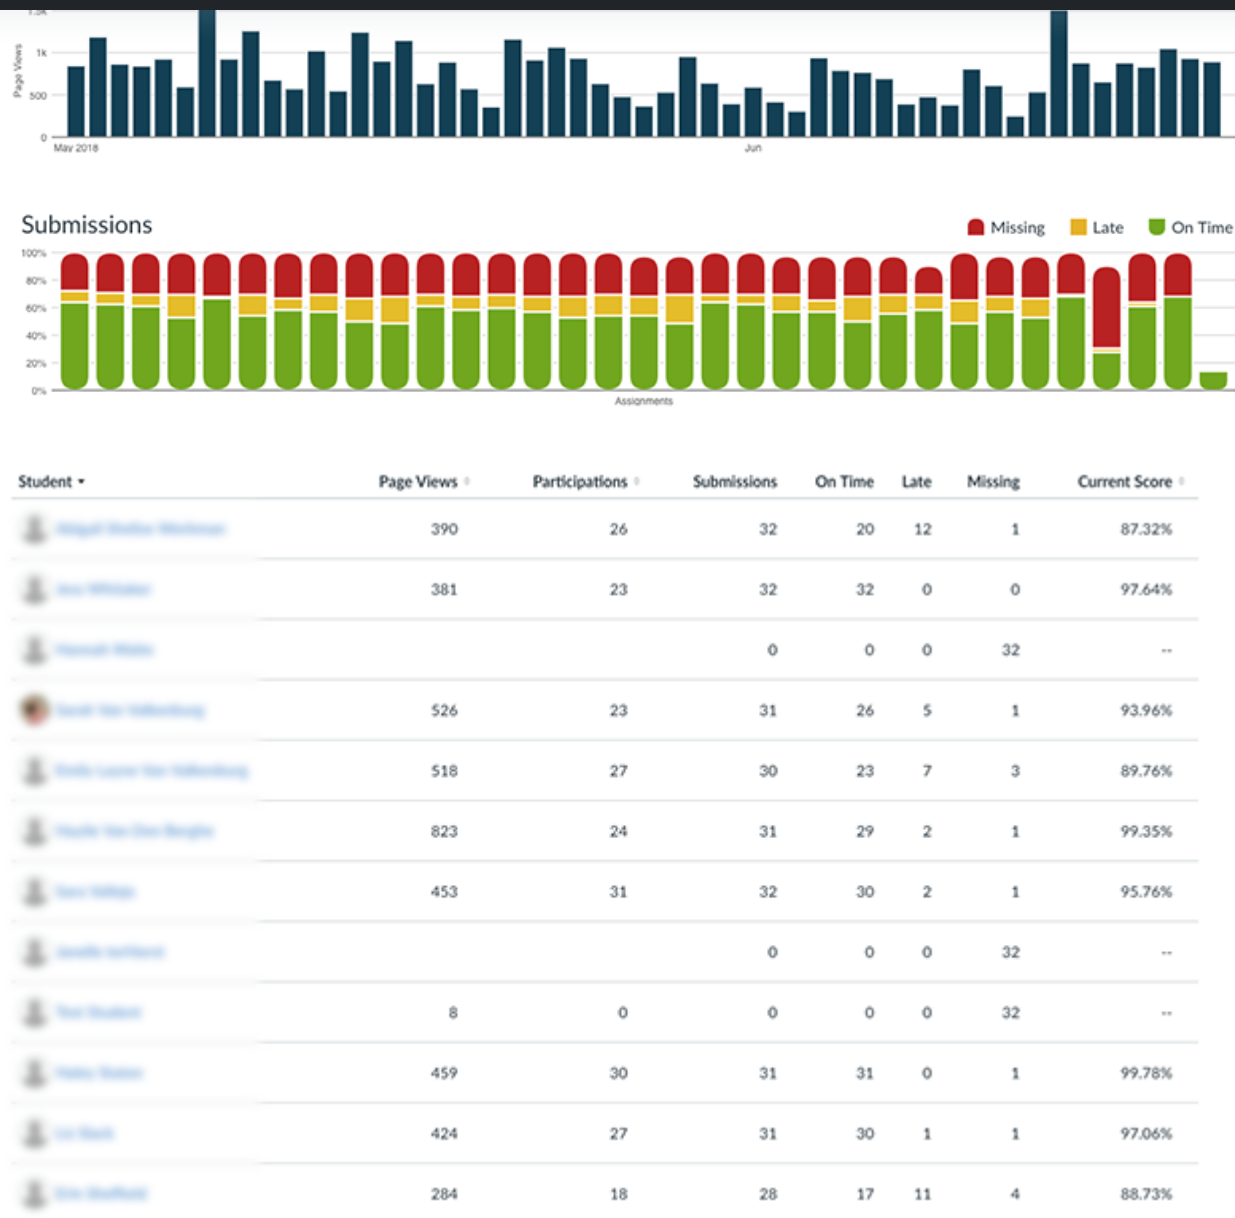 1.5K
Page Views
1k
500
0
May 2018
Jun
Submissions
Missing
Late
On Time
100%
80%
60%
40%
20%
0%
Assignments
Student Page Views Participations Submissions On Time Late Missing Current Score
390 26 32 20 12 1 87.32%
381 23 32 32 0 0 97.64%
0 0 0 32 --
526 23 31 26 5 1 93.96%
518 27 30 23 7 3 89.76%
823 24 31 29 2 1 99.35%
453 31 32 30 2 1 95.76%
0 0 0 32 --
8 0 0 0 0 32 --
459 30 31 31 0 1 99.78%
424 27 31 30 1 1 97.06%
284 18 28 17 11 4 88.73%